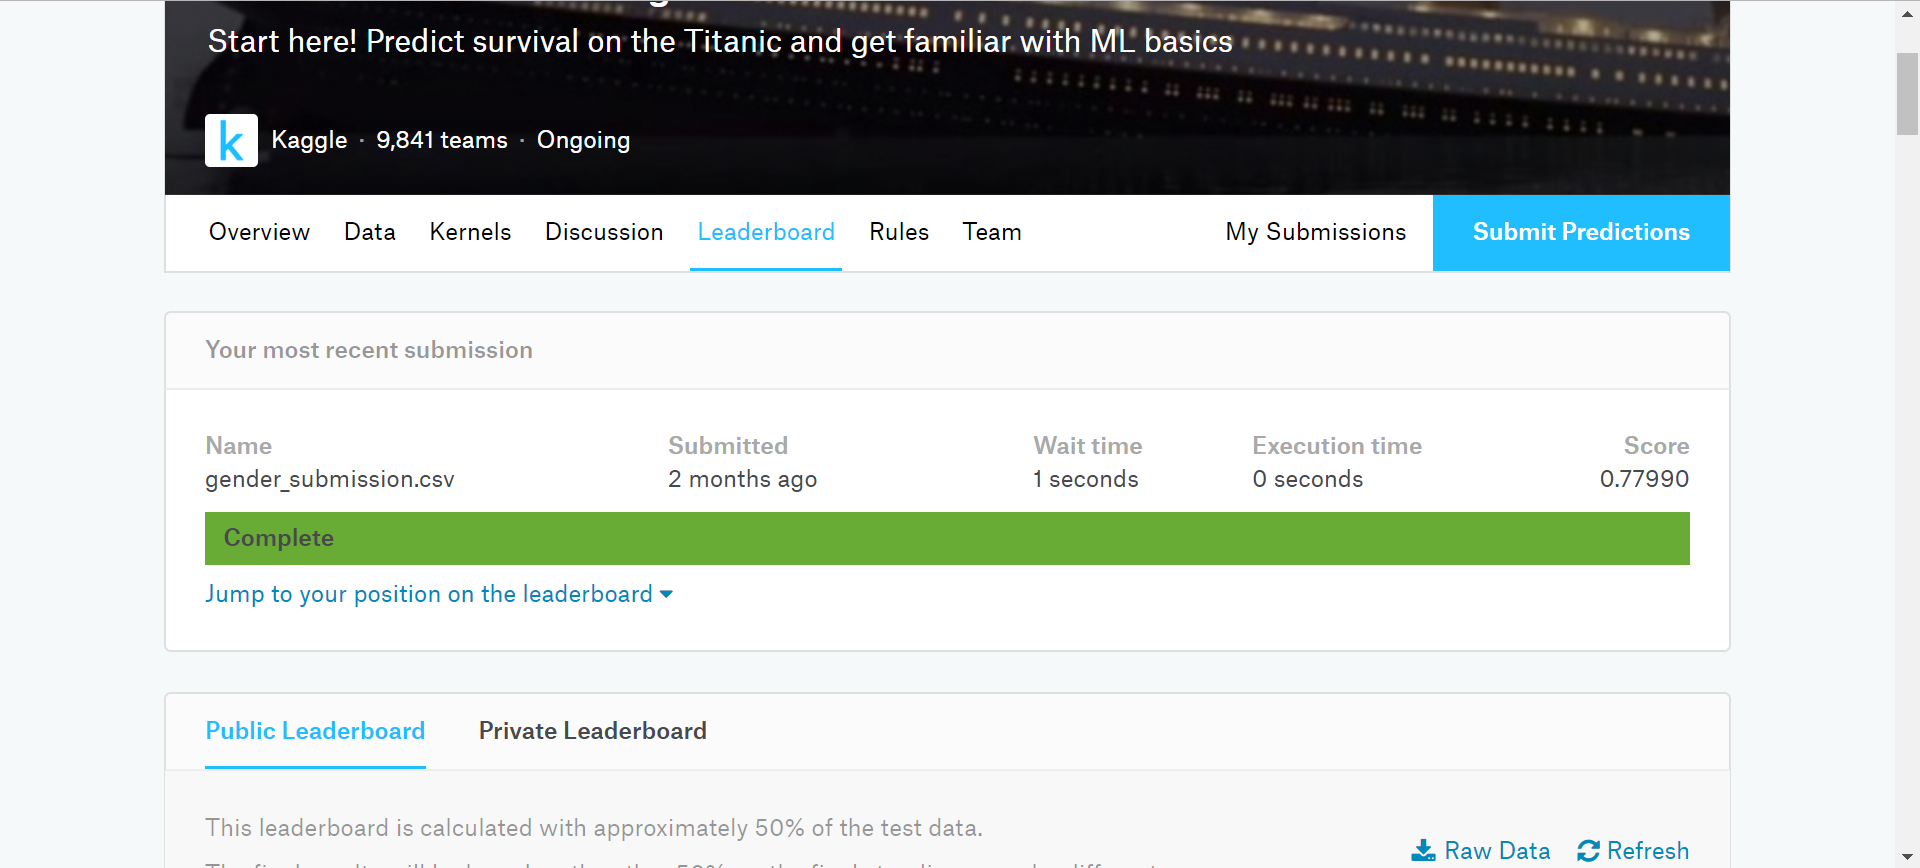 Start here! Predict survival on the Titanic and get familiar with ML basics
k
Kaggle · 9,841 teams · Ongoing
Overview Data Kernels Discussion Leaderboard Rules Team My Submissions Submit Predictions
Your most recent submission
Name Submitted Wait time Execution time Score
gender_submission.csv 2 months ago 1 seconds 0 seconds 0.77990
Complete
Jump to your position on the leaderboard
Public Leaderboard Private Leaderboard
This leaderboard is calculated with approximately 50% of the test data.
Raw Data Refresh